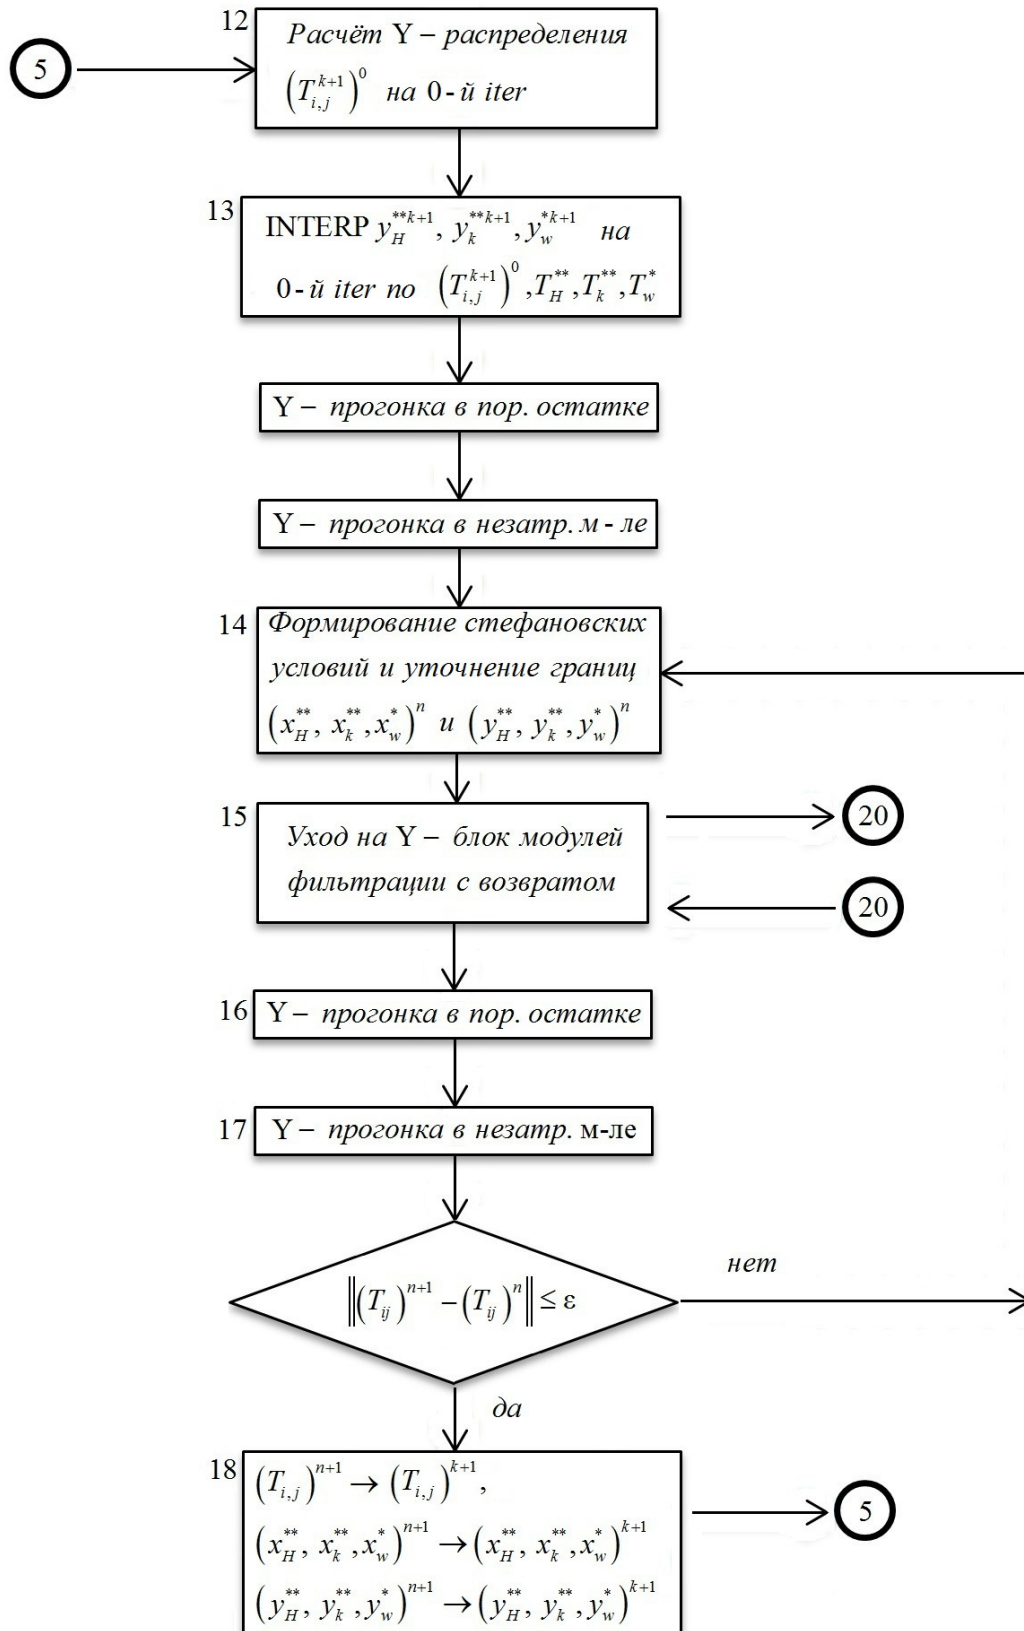 12
Расчёт Y – распределения
5
(T_{i,j}^{k+1})^0 на 0-й iter
13
INTERP y_H^{**k+1}, y_k^{**k+1}, y_w^{*k+1} на
0-й iter по (T_{i,j}^{k+1})^0, T_H^{**}, T_k^{**}, T_w^*
Y – прогонка в пор. остатке
Y – прогонка в незатр. м - ле
14
Формирование стефановских
условий и уточнение границ
(x_H^{**}, x_k^{**}, x_w^*)^n и (y_H^{**}, y_k^{**}, y_w^*)^n
15
Уход на Y – блок модулей
фильтрации с возвратом
20
20
16
Y – прогонка в пор. остатке
17
Y – прогонка в незатр. м-ле
‖(T_{ij})^{n+1} – (T_{ij})^n‖ ≤ ε
нет
да
18
(T_{i,j})^{n+1} → (T_{i,j})^{k+1},
(x_H^{**}, x_k^{**}, x_w^*)^{n+1} → (x_H^{**}, x_k^{**}, x_w^*)^{k+1}
(y_H^{**}, y_k^{**}, y_w^*)^{n+1} → (y_H^{**}, y_k^{**}, y_w^*)^{k+1}
5